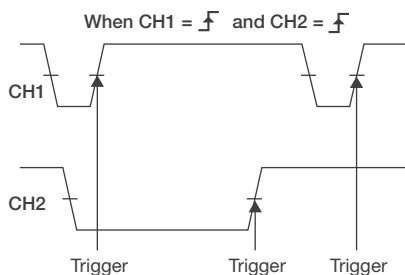 When CH1 = and CH2 =
CH1
CH2
Trigger Trigger Trigger